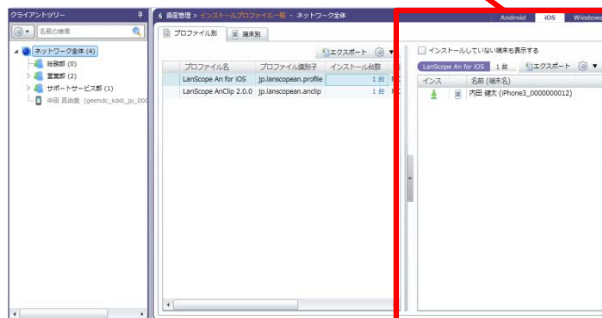 クライアントツリー
名前の検索
ネットワーク全体 (4)
総務部 (0)
営業部 (2)
サポートサービス部 (1)
中田 真由美 (geendc_kddi_jp_000
資産管理 > インストールプロファイル一覧 - ネットワーク全体
Android iOS Windows
プロファイル別 端末別
エクスポート
プロファイル名 プロファイル識別子 インストール台数
LanScope An for iOS jp.lanscopean.profile 1 台
LanScope AnClip 2.0.0 jp.lanscopean.anclip 1 台
インストールしていない端末も表示する
LanScope An for iOS 1 台 エクスポート
インス 名前 (端末名)
内田 健太 (iPhone3_0000000012)